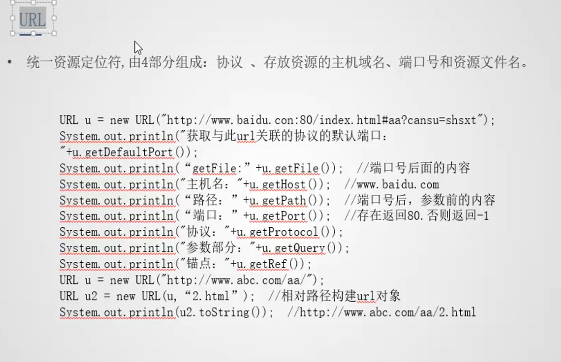 URL
• 统一资源定位符,由4部分组成：协议 、存放资源的主机域名、端口号和资源文件名。
URL u = new URL("http://www.baidu.con:80/index.html#aa?cansu=shsxt");
System.out.println("获取与此url关联的协议的默认端口：
"+u.getDefaultPort());
System.out.println(“getFile:”+u.getFile()); //端口号后面的内容
System.out.println("主机名："+u.getHost()); //www.baidu.com
System.out.println(“路径：”+u.getPath()); //端口号后，参数前的内容
System.out.println(“端口：”+u.getPort()); //存在返回80.否则返回-1
System.out.println("协议："+u.getProtocol());
System.out.println("参数部分："+u.getQuery());
System.out.println("锚点："+u.getRef());
URL u = new URL("http://www.abc.com/aa/");
URL u2 = new URL(u,“2.html”); //相对路径构建url对象
System.out.println(u2.toString()); //http://www.abc.com/aa/2.html